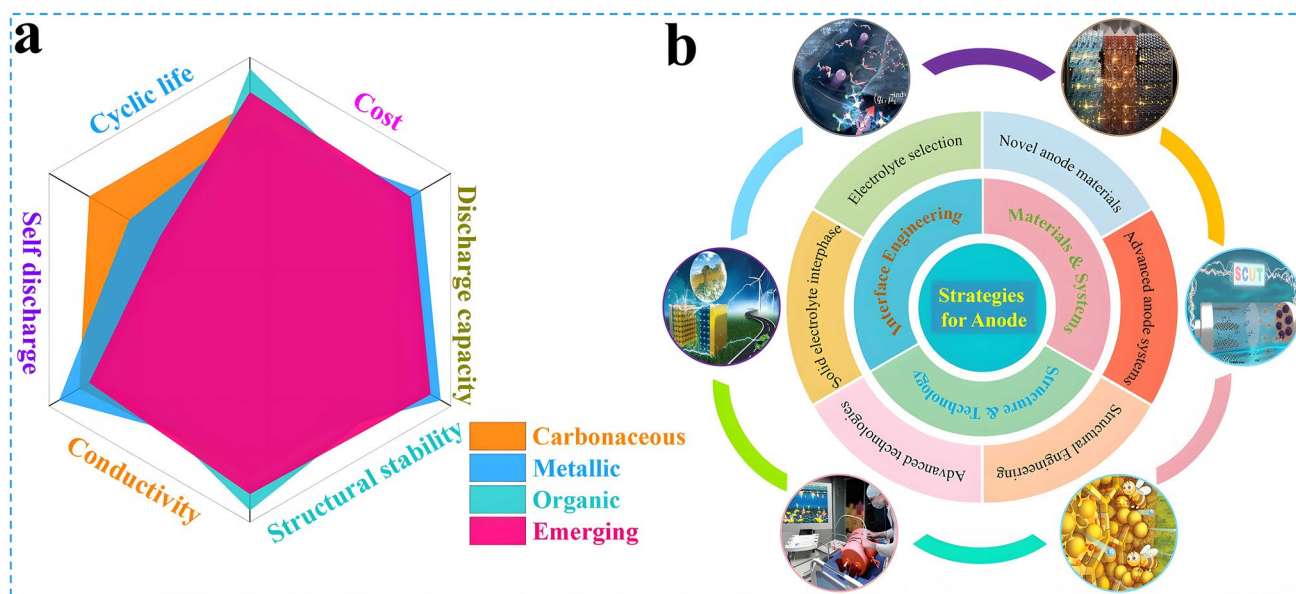 a
Cyclic life
Cost
Self discharge
Discharge capacity
Conductivity
Structural stability
Carbonaceous
Metallic
Organic
Emerging
b
Electrolyte selection
Novel anode materials
Solid electrolyte interphase
Interface Engineering
Materials & Systems
Advanced anode systems
Strategies
for Anode
Structure & Technology
Advanced technologies
Structural Engineering
SCUT